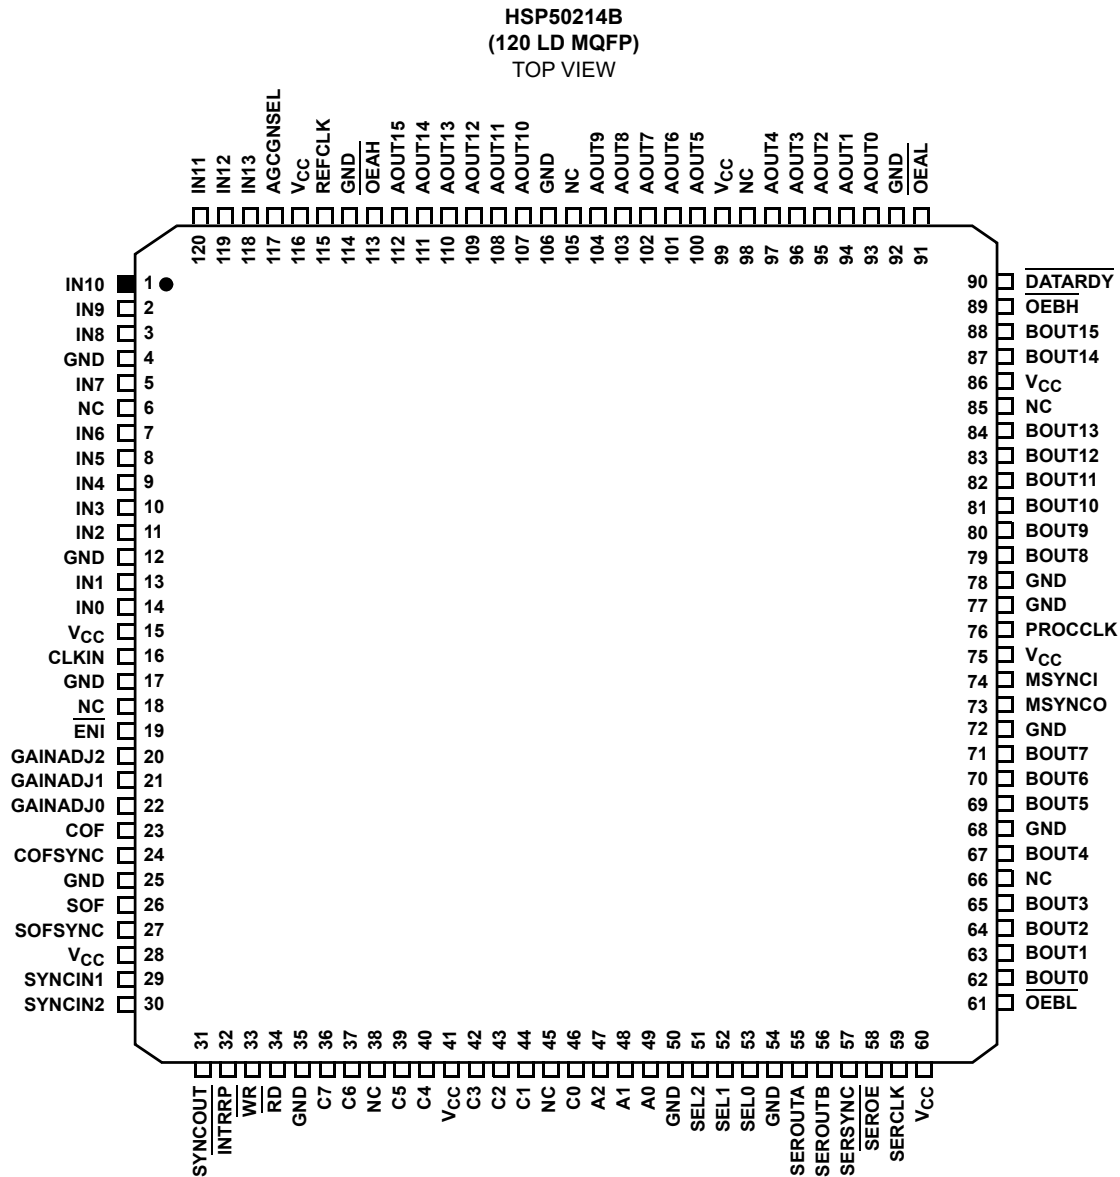 HSP50214B
(120 LD MQFP)
TOP VIEW
IN11
IN12
IN13
AGCGNSEL
VCC
REFCLK
GND
OEAH
AOUT15
AOUT14
AOUT13
AOUT12
AOUT11
AOUT10
GND
NC
AOUT9
AOUT8
AOUT7
AOUT6
AOUT5
VCC
NC
AOUT4
AOUT3
AOUT2
AOUT1
AOUT0
GND
OEAL
120
119
118
117
116
115
114
113
112
111
110
109
108
107
106
105
104
103
102
101
100
99
98
97
96
95
94
93
92
91
IN10 1
IN9 2
IN8 3
GND 4
IN7 5
NC 6
IN6 7
IN5 8
IN4 9
IN3 10
IN2 11
GND 12
IN1 13
IN0 14
VCC 15
CLKIN 16
GND 17
NC 18
ENI 19
GAINADJ2 20
GAINADJ1 21
GAINADJ0 22
COF 23
COFSYNC 24
GND 25
SOF 26
SOFSYNC 27
VCC 28
SYNCIN1 29
SYNCIN2 30
90 DATARDY
89 OEBH
88 BOUT15
87 BOUT14
86 VCC
85 NC
84 BOUT13
83 BOUT12
82 BOUT11
81 BOUT10
80 BOUT9
79 BOUT8
78 GND
77 GND
76 PROCCLK
75 VCC
74 MSYNCI
73 MSYNCO
72 GND
71 BOUT7
70 BOUT6
69 BOUT5
68 GND
67 BOUT4
66 NC
65 BOUT3
64 BOUT2
63 BOUT1
62 BOUT0
61 OEBL
31
32
33
34
35
36
37
38
39
40
41
42
43
44
45
46
47
48
49
50
51
52
53
54
55
56
57
58
59
60
SYNCOUT
INTRRP
WR
RD
GND
C7
C6
NC
C5
C4
VCC
C3
C2
C1
NC
C0
A2
A1
A0
GND
SEL2
SEL1
SEL0
GND
SEROUTA
SEROUTB
SERSYNC
SEROE
SERCLK
VCC